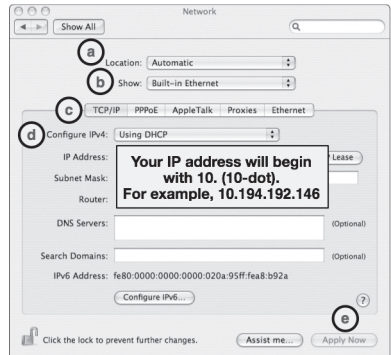 Network
Show All
a
Location: Automatic
b
Show: Built-in Ethernet
c
TCP/IP PPPoE AppleTalk Proxies Ethernet
d
Configure IPv4: Using DHCP
IP Address:
Lease
Your IP address will begin
with 10. (10-dot).
For example, 10.194.192.146
Subnet Mask:
Router:
DNS Servers:
(Optional)
Search Domains:
(Optional)
IPv6 Address: fe80:0000:0000:0000:020a:95ff:fea8:b92a
Configure IPv6...
?
e
Click the lock to prevent further changes.
Assist me...
Apply Now